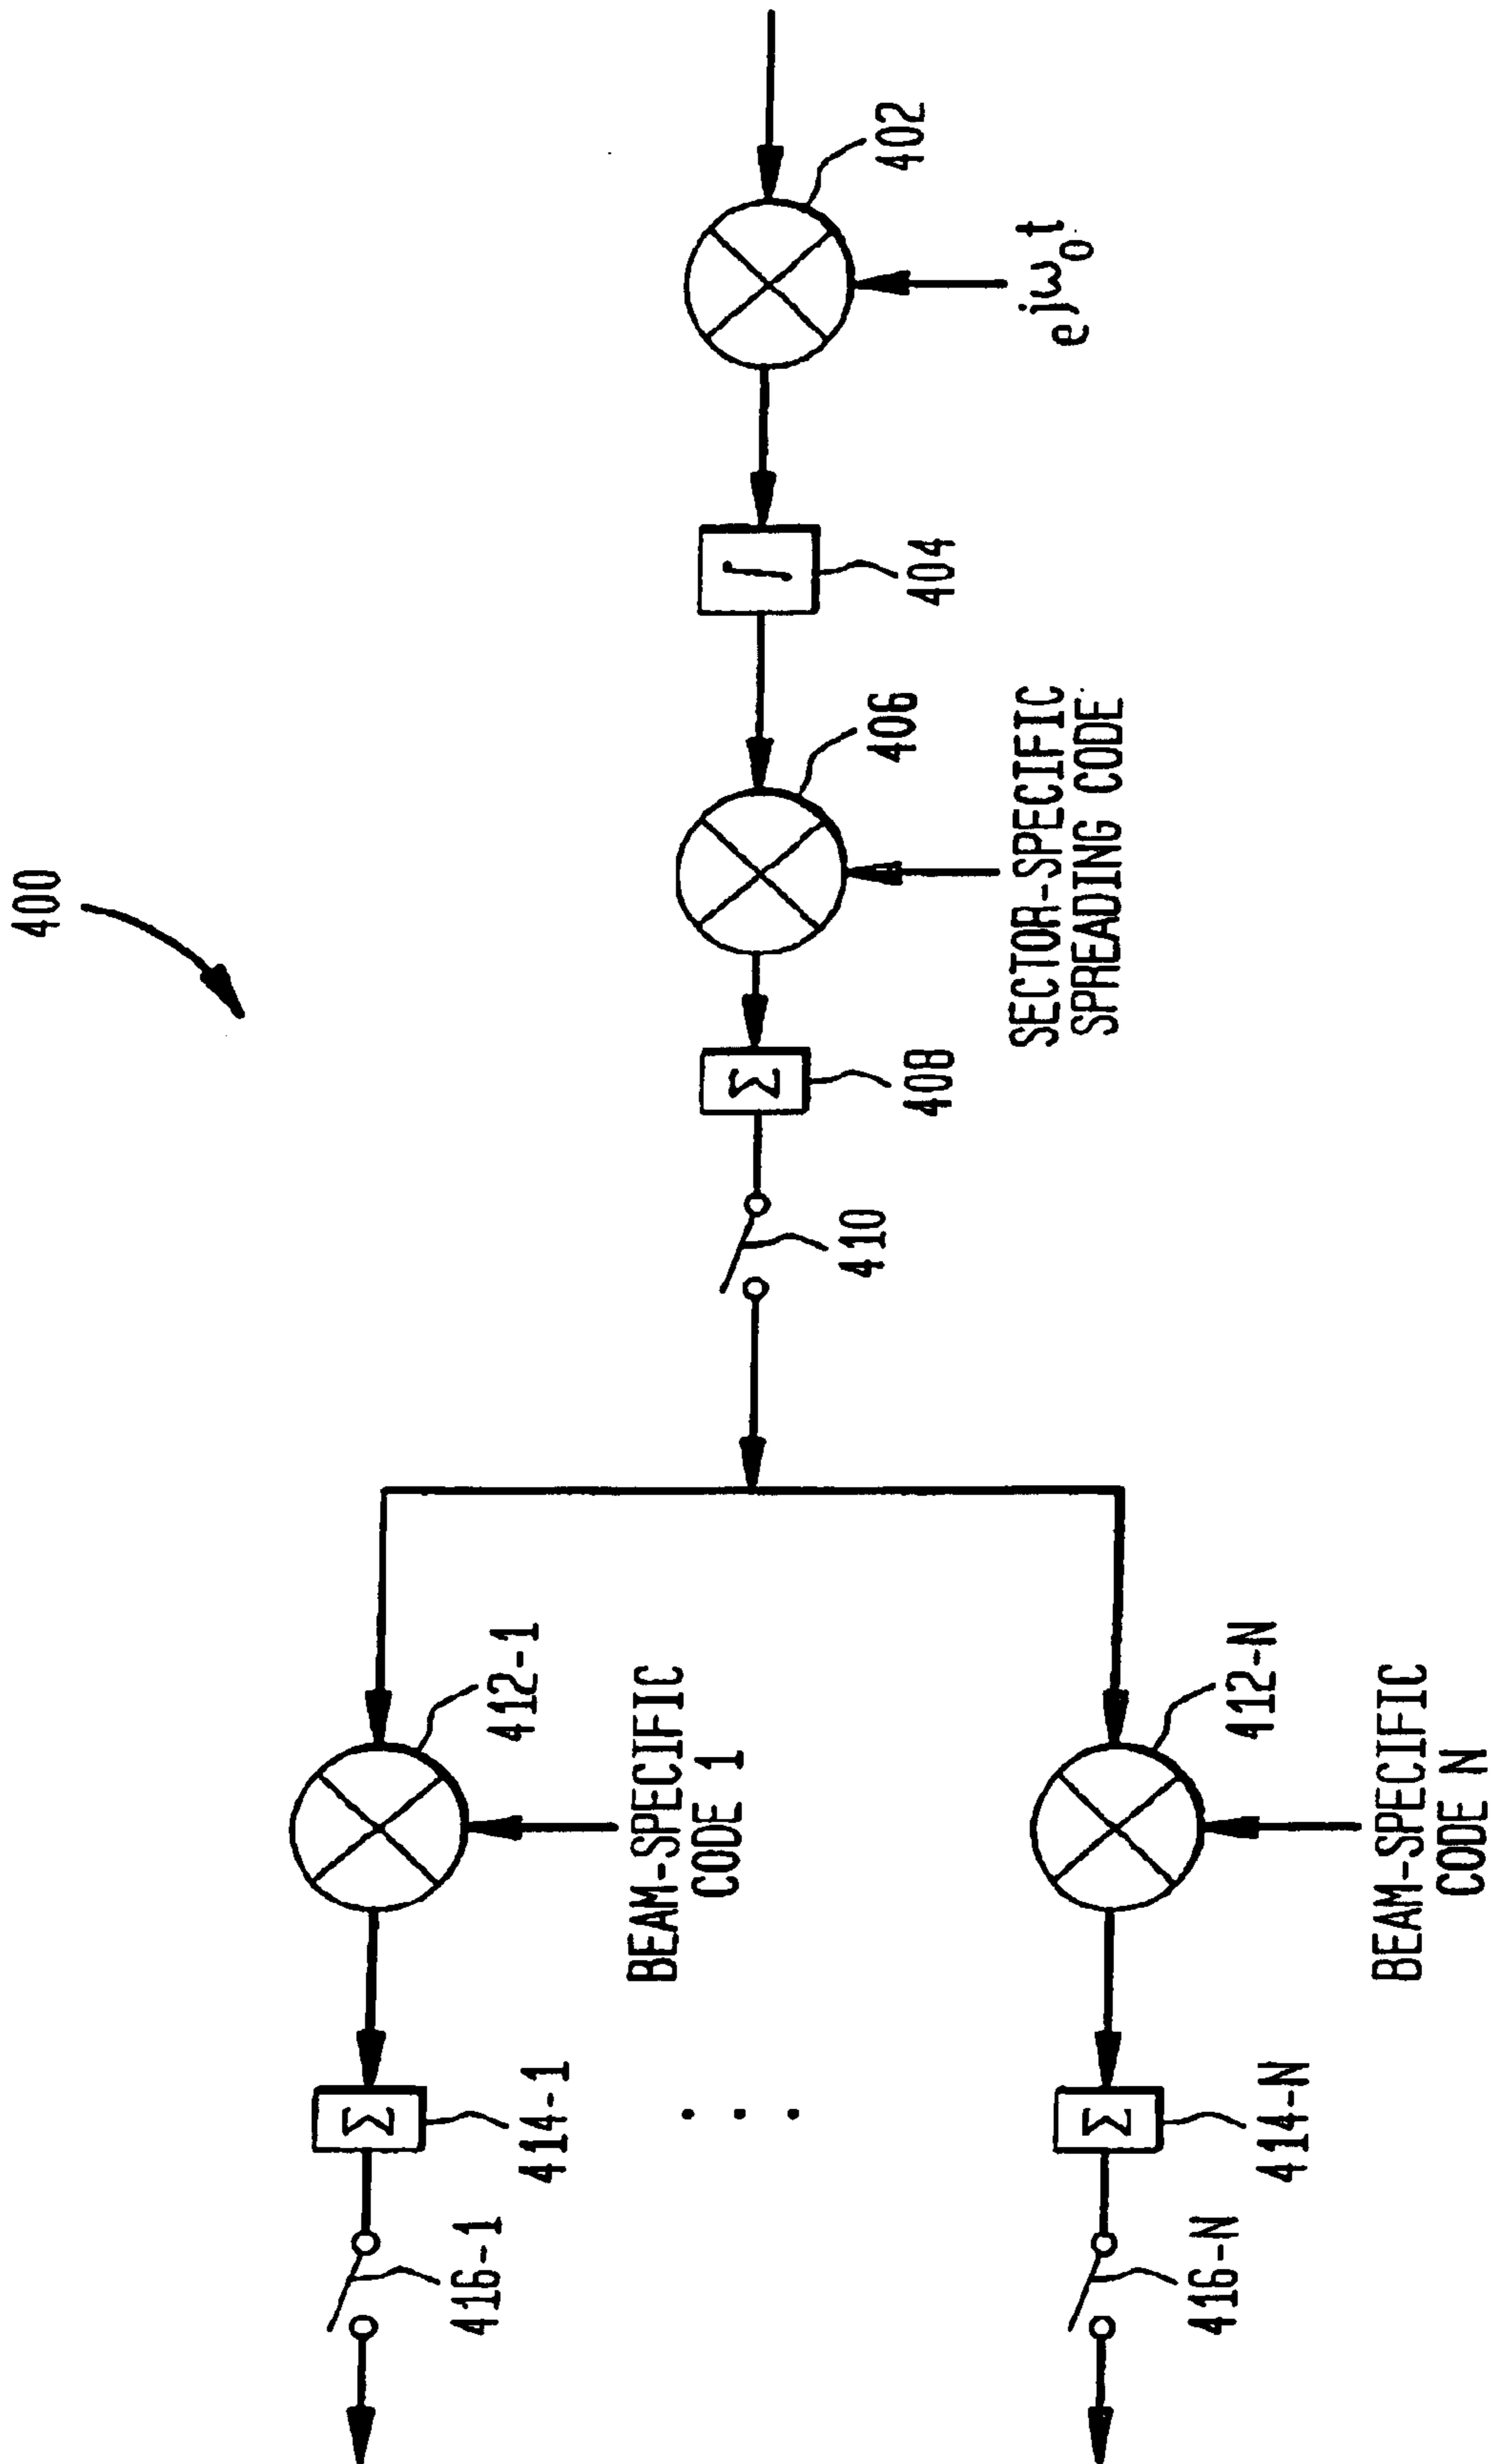 400
402
e^jω₀t
∫
404
406
SECTOR-SPECIFIC
SPREADING CODE
Σ
408
410
412-1
BEAM-SPECIFIC
CODE 1
Σ
414-1
416-1
. . .
412-N
BEAM-SPECIFIC
CODE N
Σ
414-N
416-N